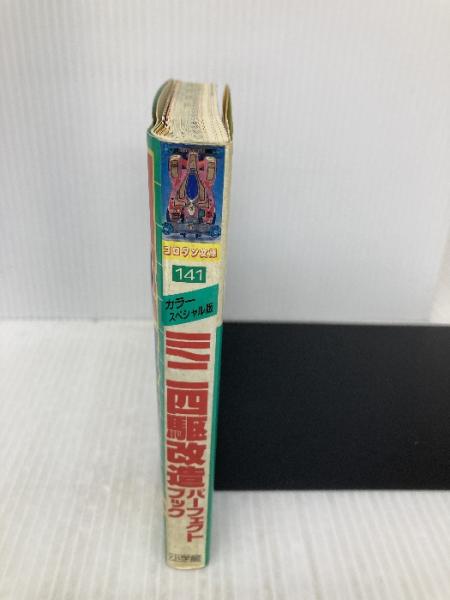 コロタン文庫
141
カラー
スペシャル版
ミニ四駆改造
パーフェクト
ブック
小学館